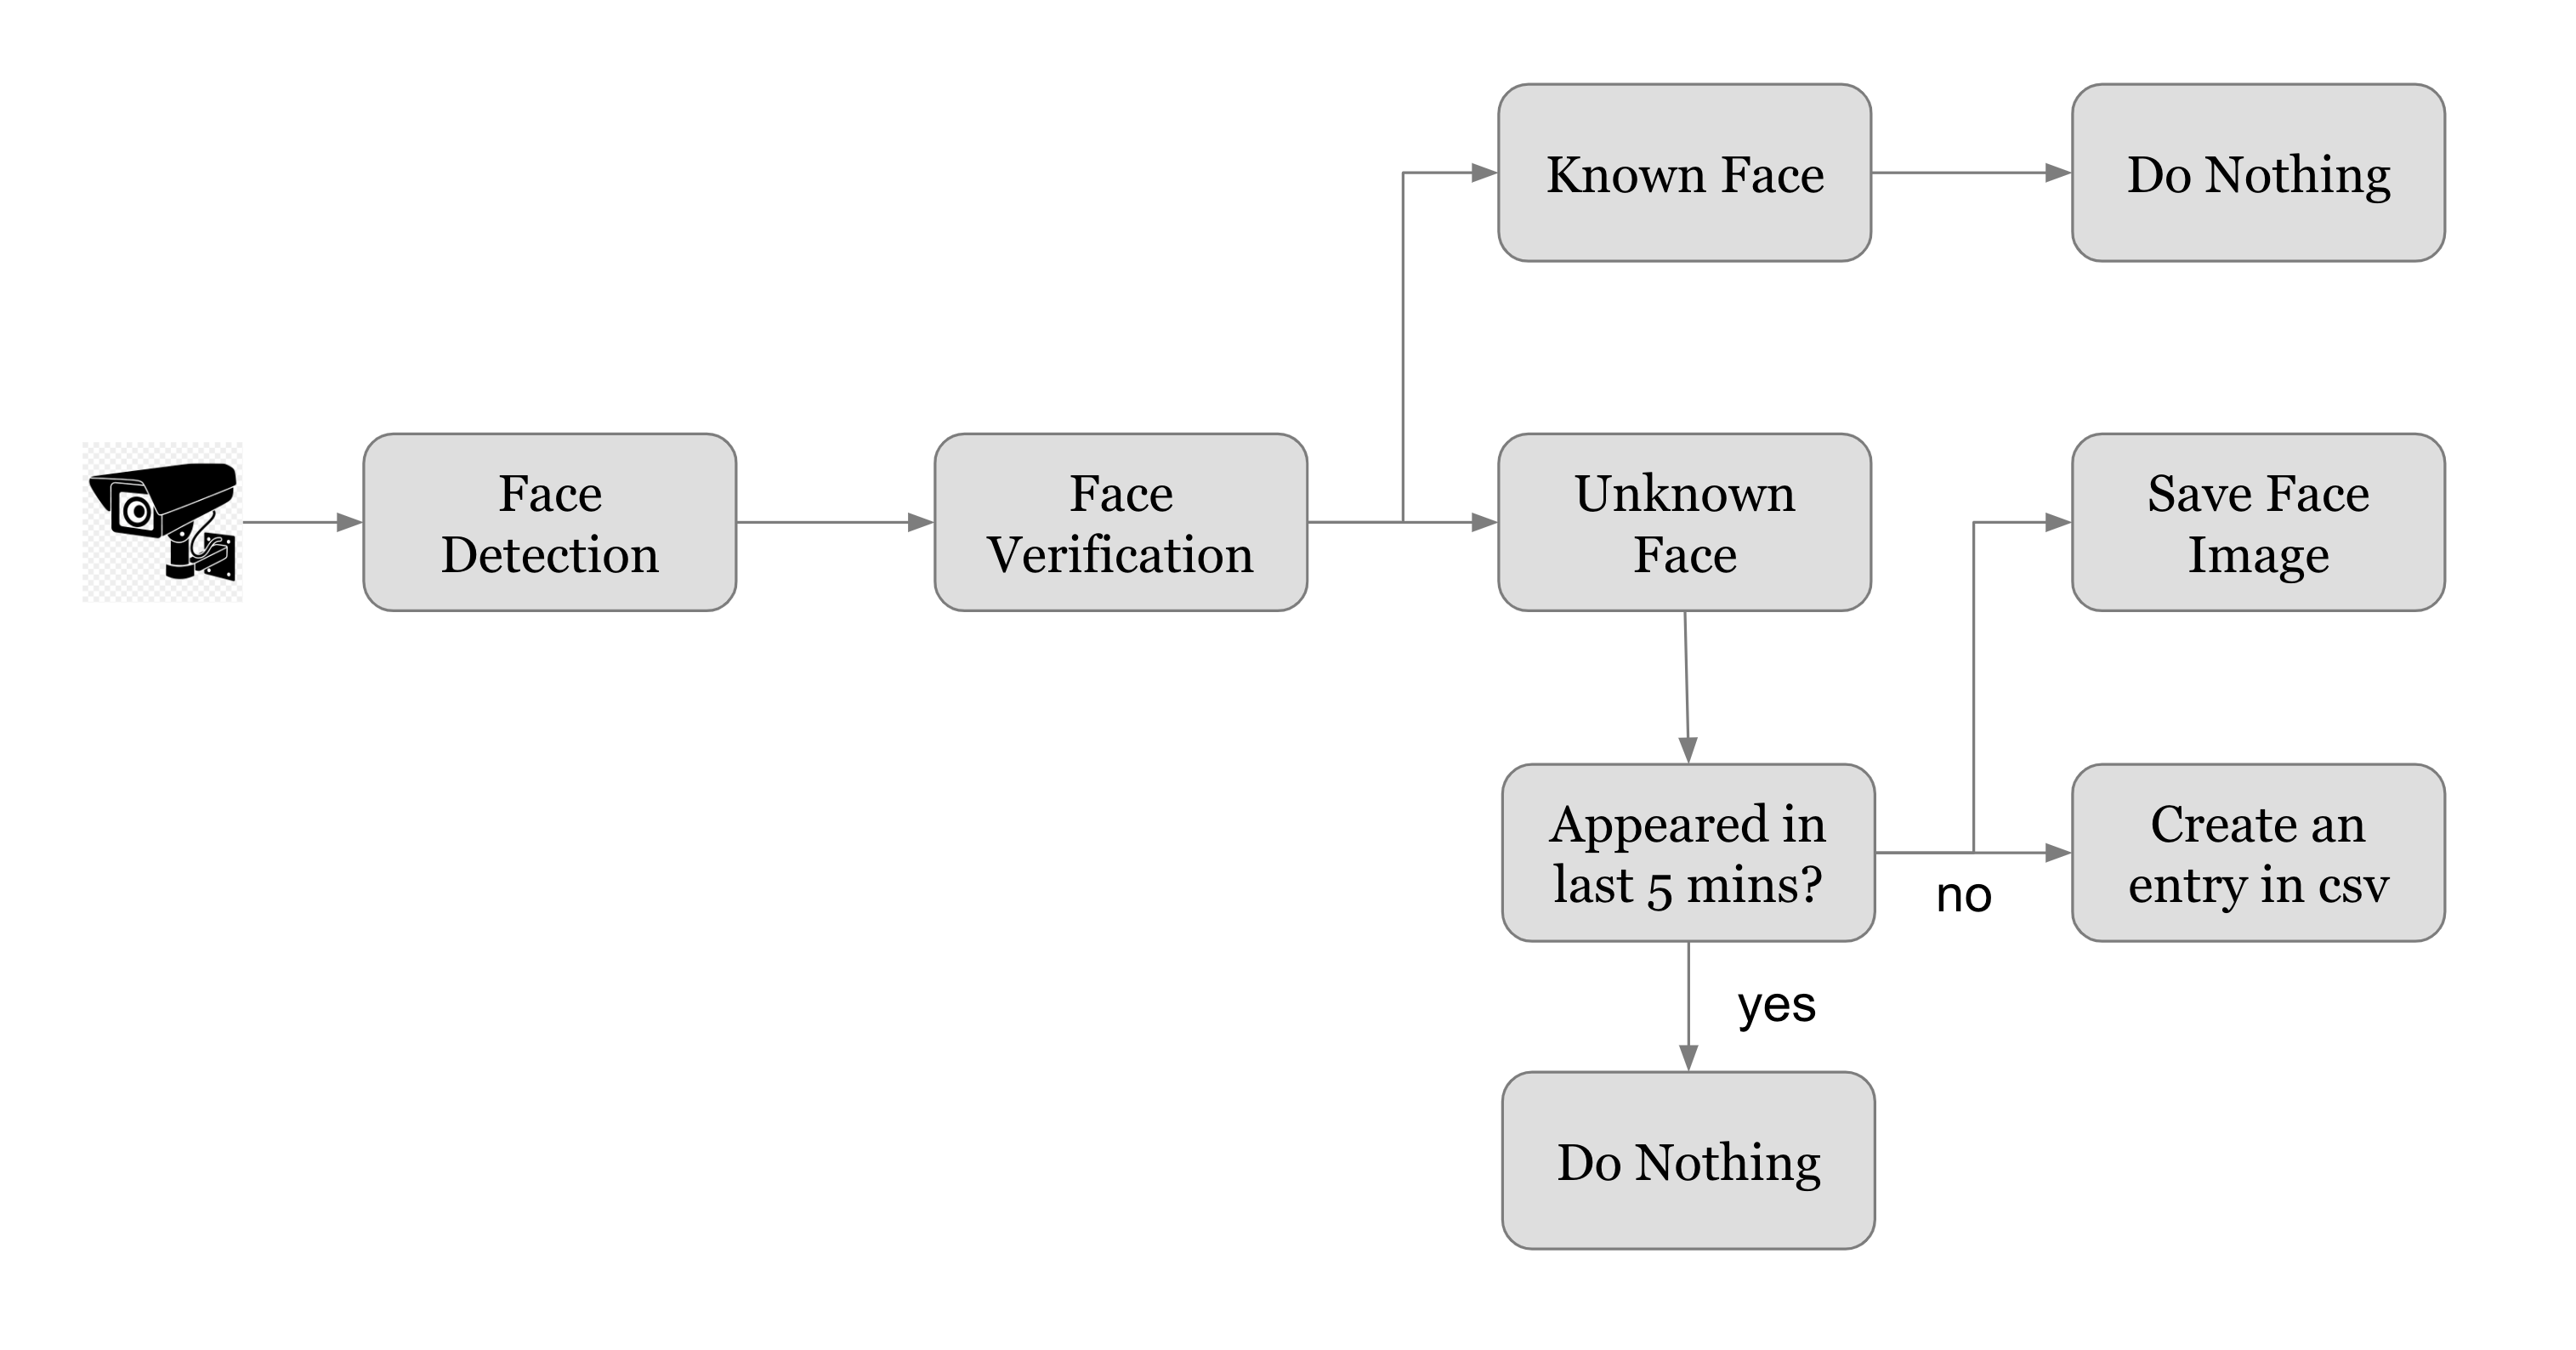 Known Face
Do Nothing
Face
Detection
Face
Verification
Unknown
Face
Save Face
Image
Appeared in
last 5 mins?
no
Create an
entry in csv
yes
Do Nothing